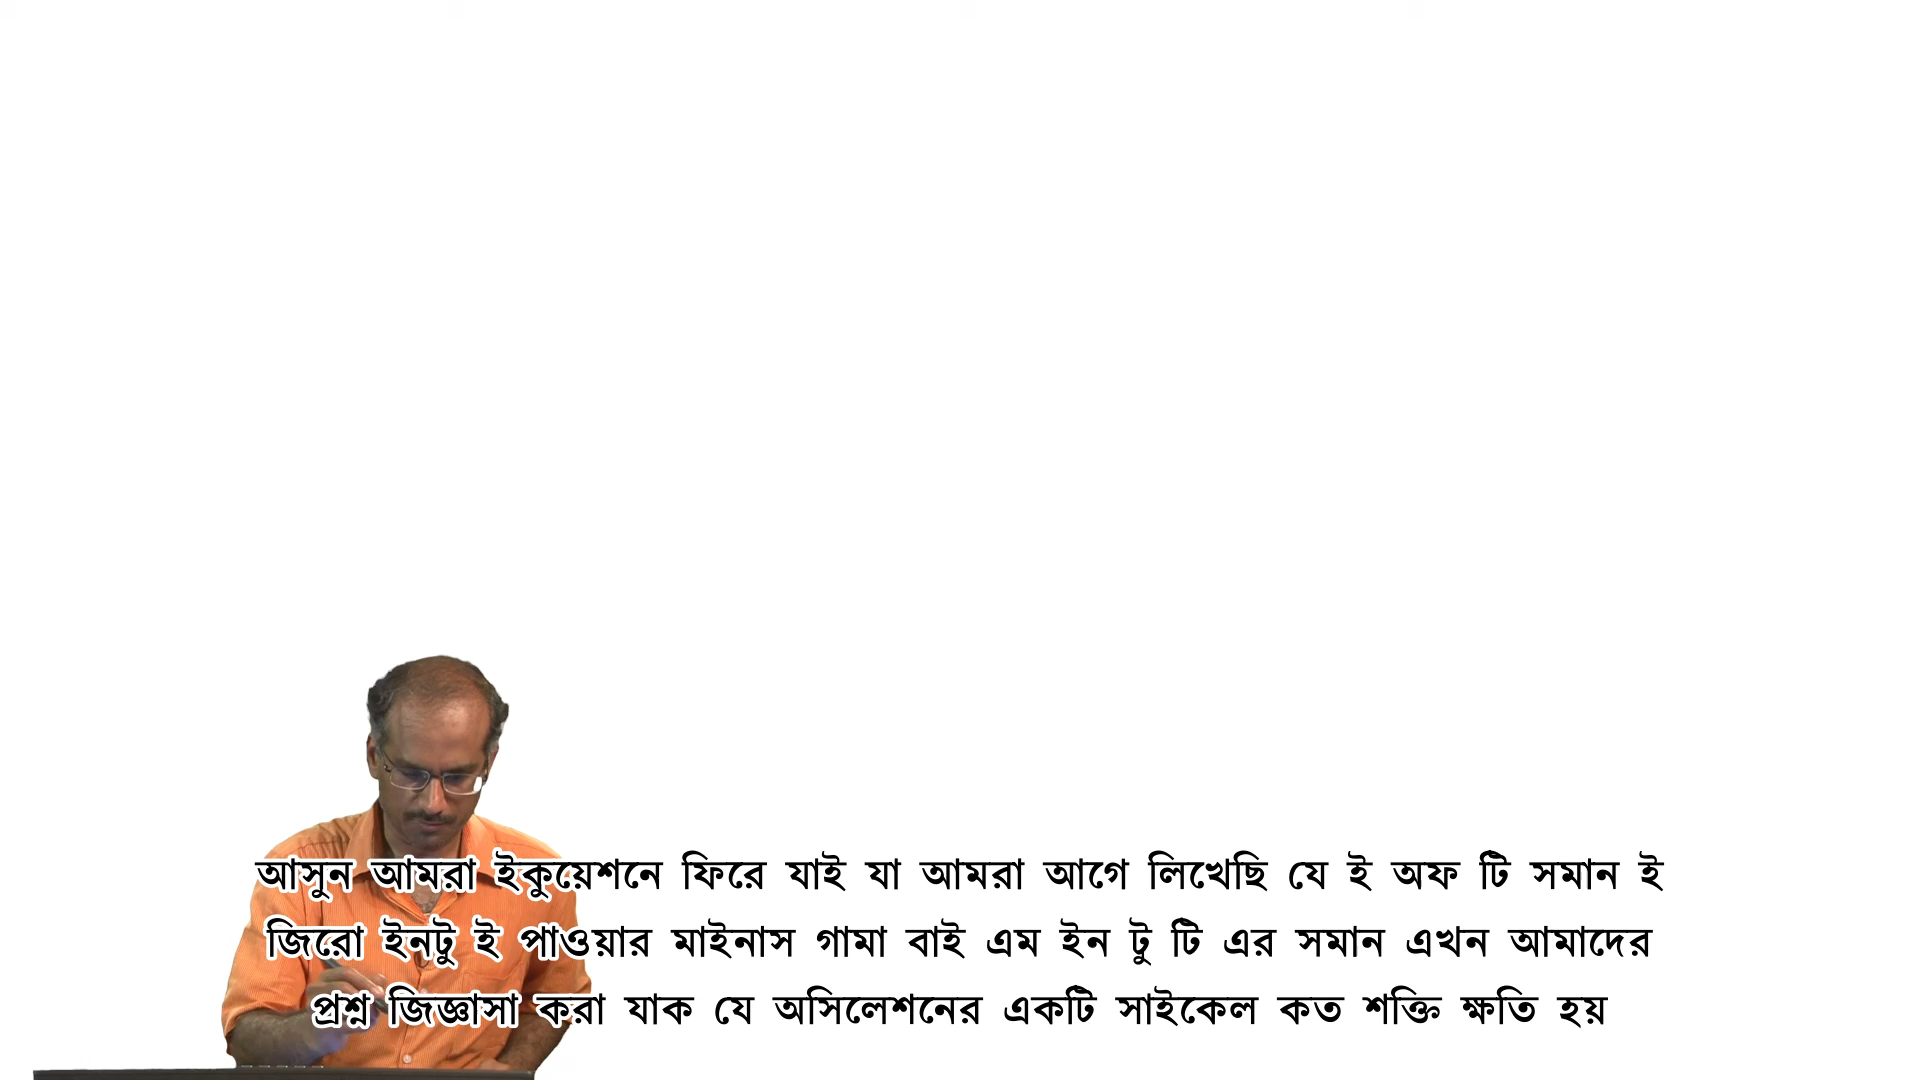 আসুন আমরা ইকুয়েশনে ফিরে যাই যা আমরা আগে লিখেছি যে ই অফ টি সমান ই
জিরো ইনটু ই পাওয়ার মাইনাস গামা বাই এম ইন টু টি এর সমান এখন আমাদের
প্রশ্ন জিজ্ঞাসা করা যাক যে অসিলেশনের একটি সাইকেল কত শক্তি ক্ষতি হয়